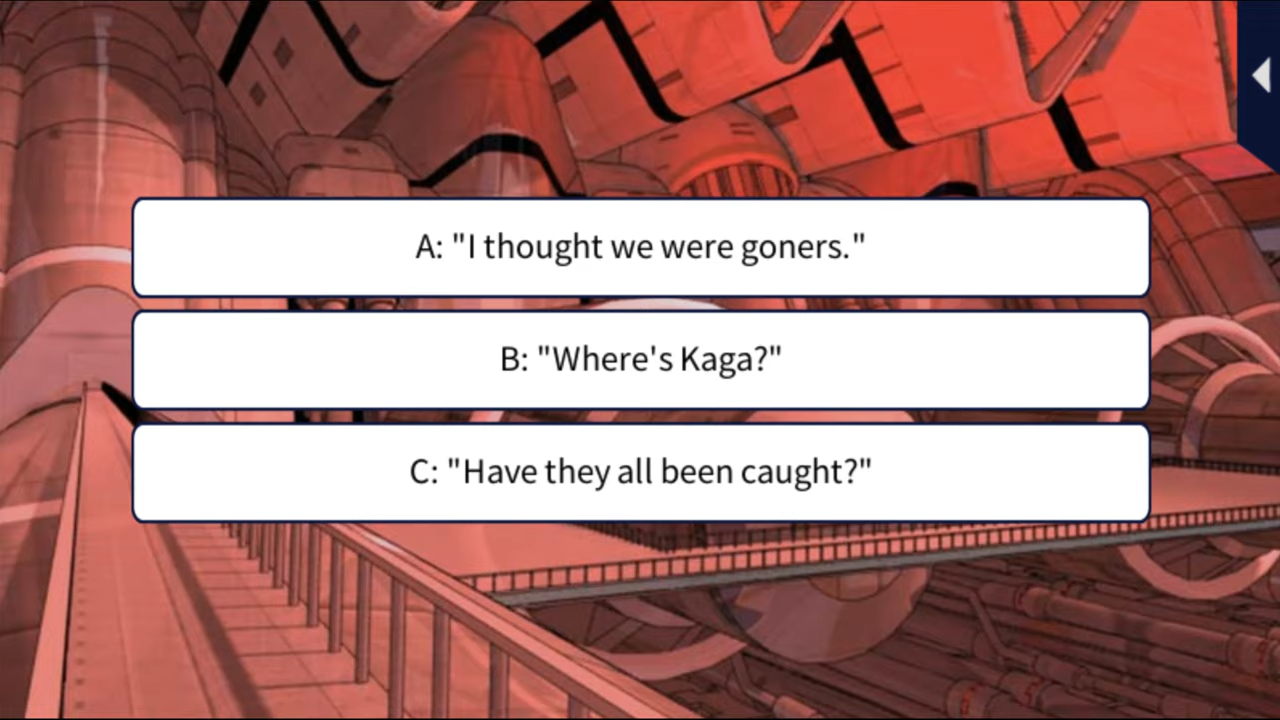 A: "I thought we were goners."
B: "Where's Kaga?"
C: "Have they all been caught?"